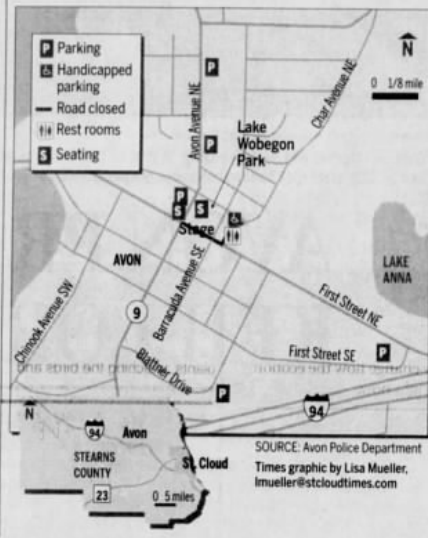 P Parking
Handicapped
parking
Road closed
Rest rooms
S Seating
N
0 1/8 mile
P
P
Avon Avenue NE
Char Avenue NE
Lake
Wobegon
Park
P
S
S
Stage
AVON
9
Barracada Avenue SE
Chinook Avenue SW
LAKE
ANNA
First Street NE
First Street SE
P
Blattner Drive
P
94
N
94
Avon
STEARNS
COUNTY
St. Cloud
23
0 5 miles
SOURCE: Avon Police Department
Times graphic by Lisa Mueller,
lmueller@stcloudtimes.com